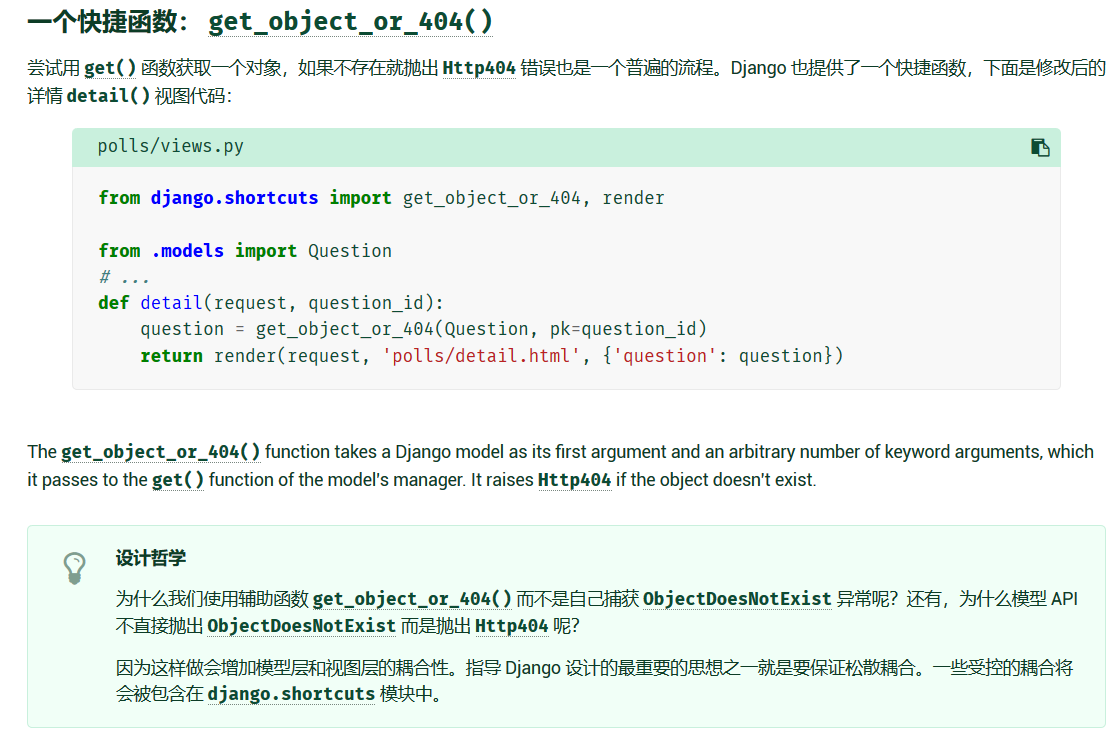 一个快捷函数： get_object_or_404()
尝试用 get() 函数获取一个对象，如果不存在就抛出 Http404 错误也是一个普遍的流程。Django 也提供了一个快捷函数，下面是修改后的
详情 detail() 视图代码：
polls/views.py
from django.shortcuts import get_object_or_404, render
from .models import Question
# ...
def detail(request, question_id):
    question = get_object_or_404(Question, pk=question_id)
    return render(request, 'polls/detail.html', {'question': question})
The get_object_or_404() function takes a Django model as its first argument and an arbitrary number of keyword arguments, which
it passes to the get() function of the model's manager. It raises Http404 if the object doesn't exist.
设计哲学
为什么我们使用辅助函数 get_object_or_404() 而不是自己捕获 ObjectDoesNotExist 异常呢？还有，为什么模型 API
不直接抛出 ObjectDoesNotExist 而是抛出 Http404 呢？
因为这样做会增加模型层和视图层的耦合性。指导 Django 设计的最重要的思想之一就是要保证松散耦合。一些受控的耦合将
会被包含在 django.shortcuts 模块中。